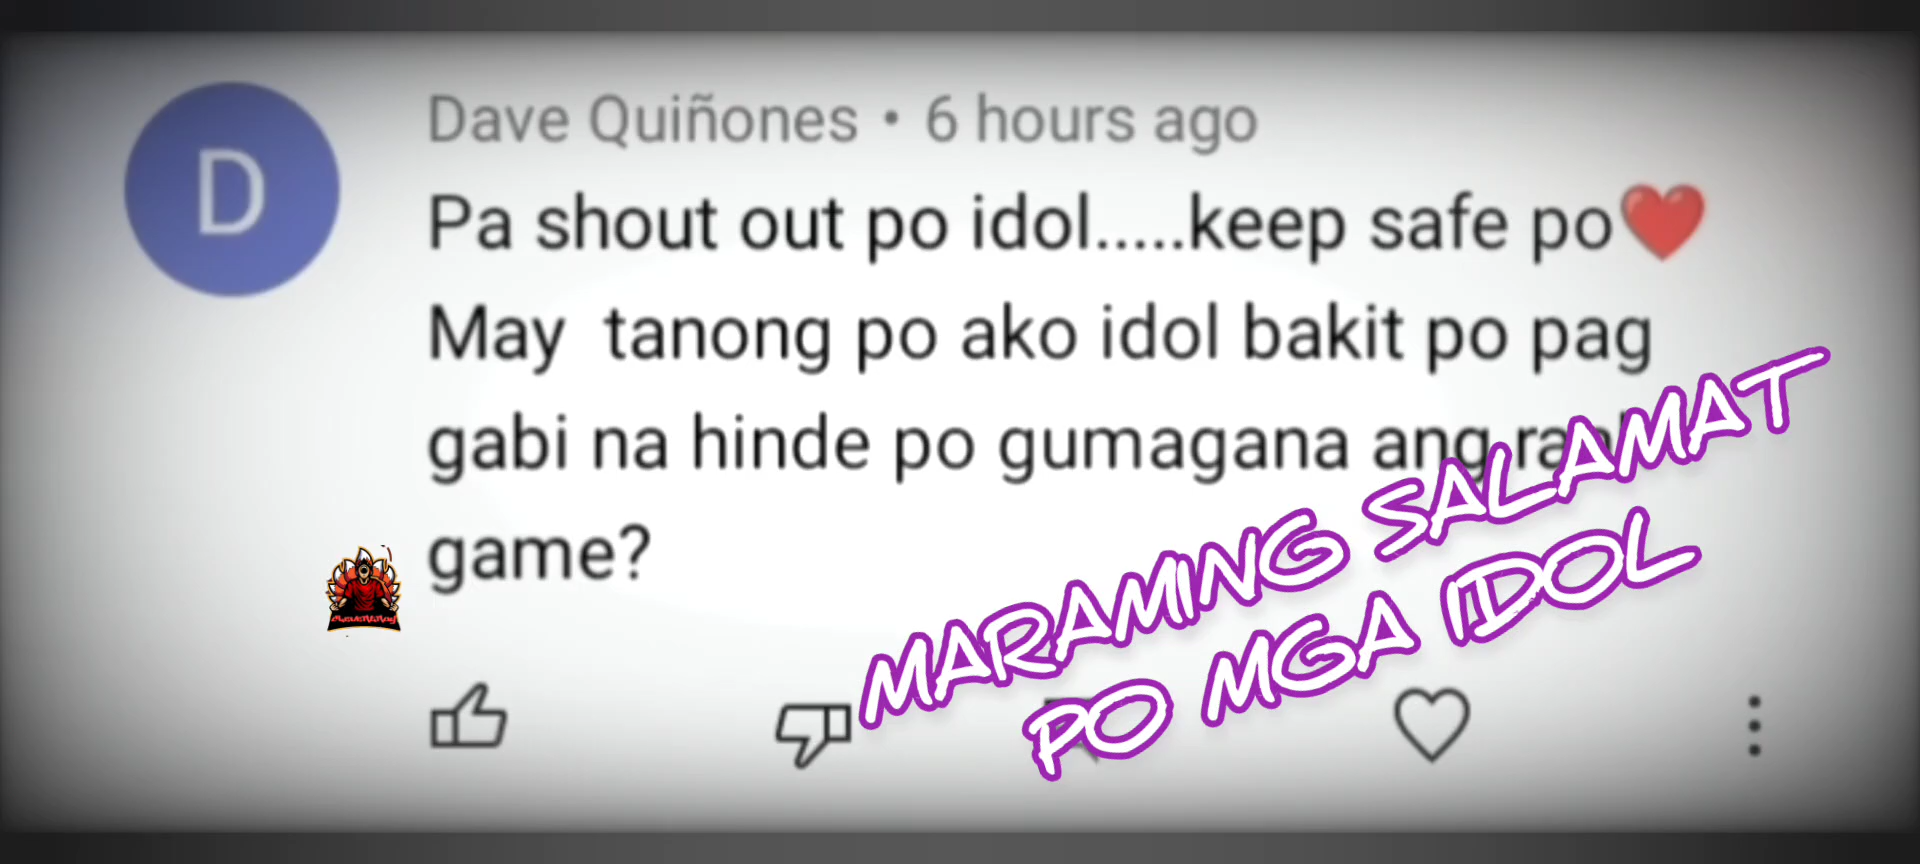 D
Dave Quiñones • 6 hours ago
Pa shout out po idol.....keep safe po❤️
May tanong po ako idol bakit po pag
gabi na hinde po gumagana ang
game?
MARAMING SALAMAT
PO MGA IDOL